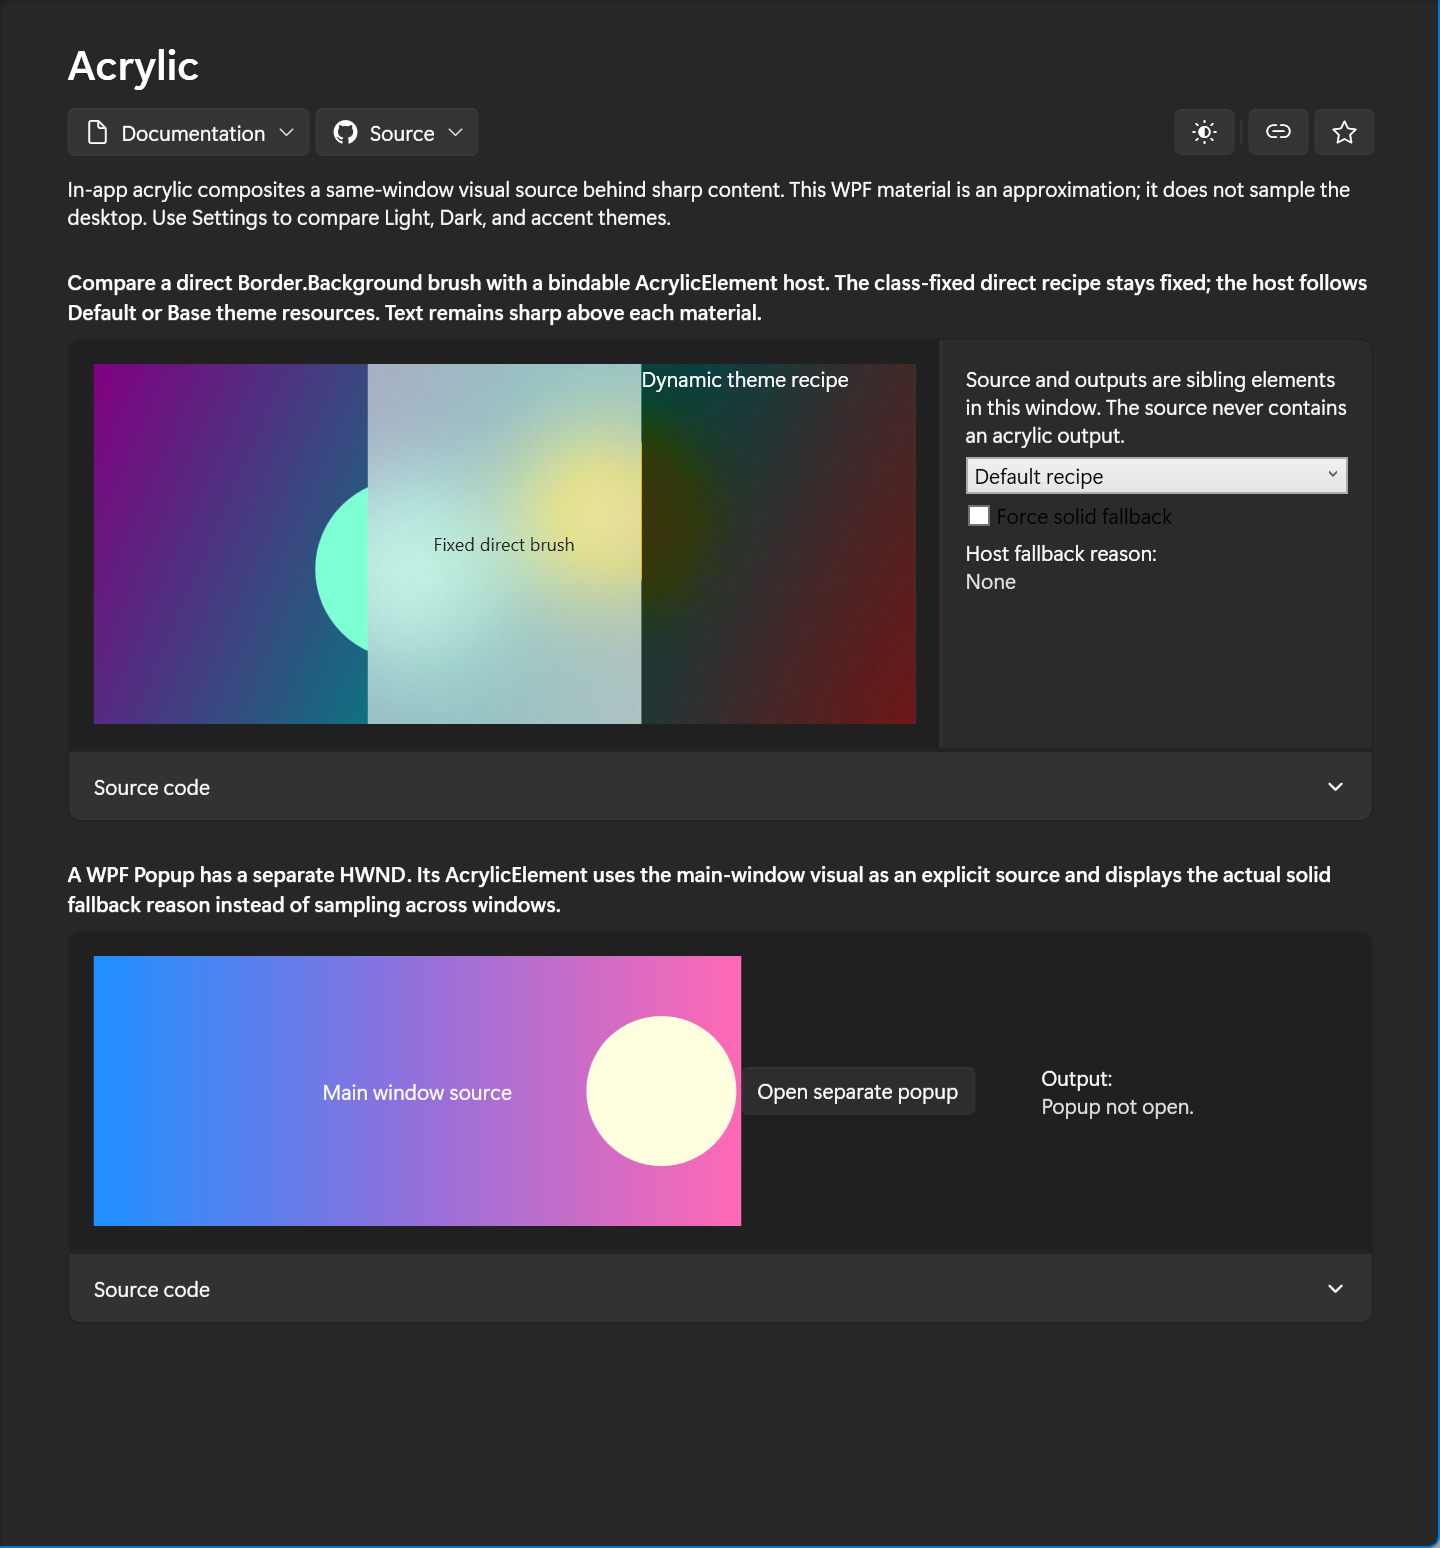 Acrylic
Documentation
Source
In-app acrylic composites a same-window visual source behind sharp content. This WPF material is an approximation; it does not sample the
desktop. Use Settings to compare Light, Dark, and accent themes.
Compare a direct Border.Background brush with a bindable AcrylicElement host. The class-fixed direct recipe stays fixed; the host follows
Default or Base theme resources. Text remains sharp above each material.
Fixed direct brush
Dynamic theme recipe
Source and outputs are sibling elements
in this window. The source never contains
an acrylic output.
Default recipe
Force solid fallback
Host fallback reason:
None
Source code
A WPF Popup has a separate HWND. Its AcrylicElement uses the main-window visual as an explicit source and displays the actual solid
fallback reason instead of sampling across windows.
Main window source
Open separate popup
Output:
Popup not open.
Source code